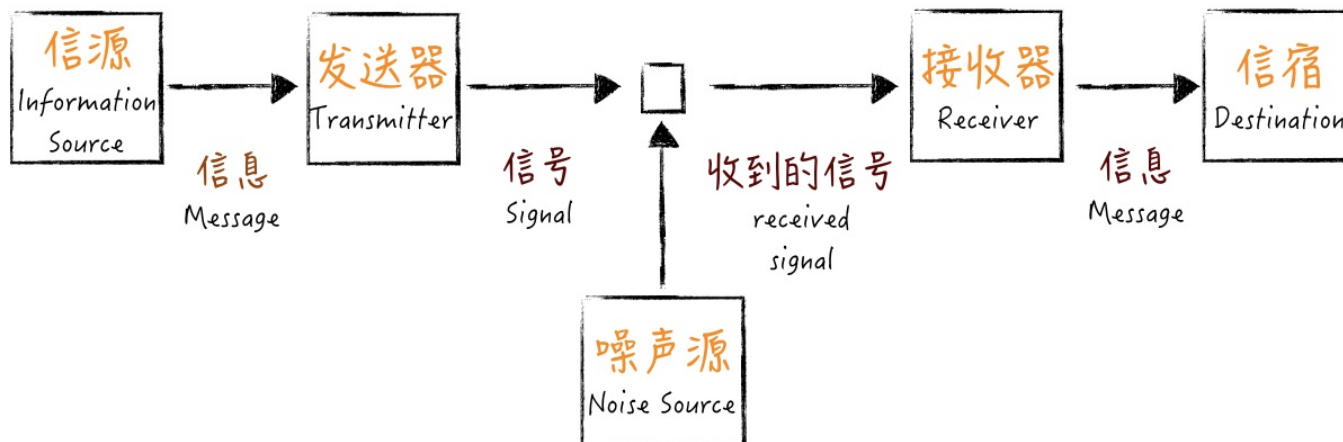 信源
Information
Source
信息
Message
发送器
Transmitter
信号
Signal
收到的信号
received
signal
接收器
Receiver
信息
Message
信宿
Destination
噪声源
Noise Source